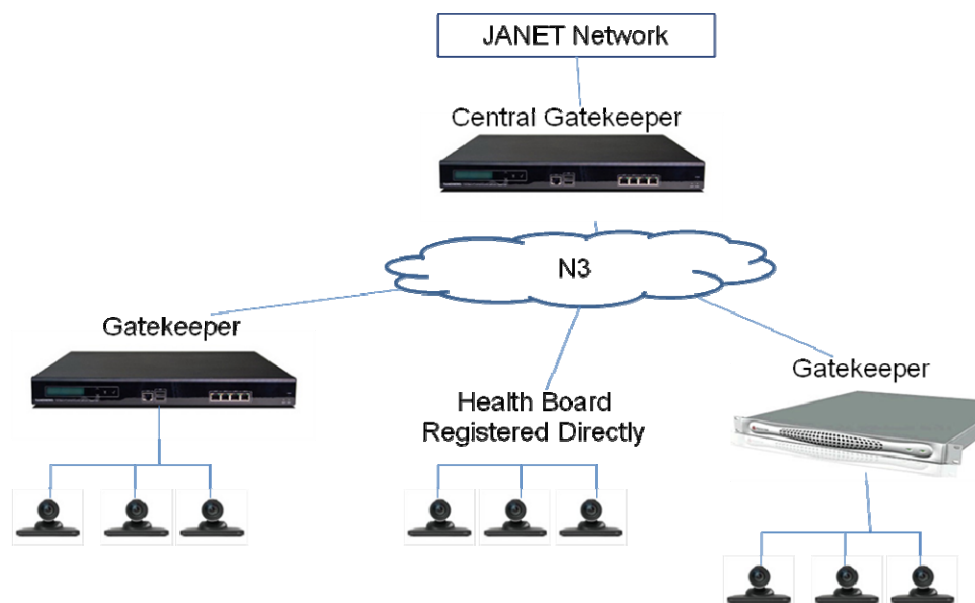 JANET Network
Central Gatekeeper
N3
Gatekeeper
Gatekeeper
Health Board
Registered Directly